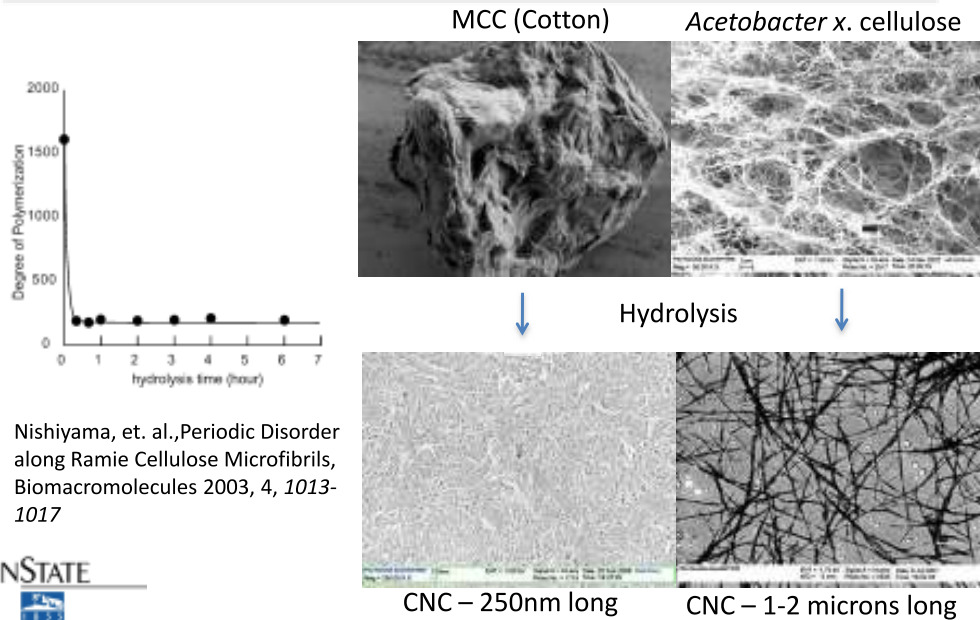 MCC (Cotton)
Acetobacter x. cellulose
2000
1500
1000
500
0
Degree of Polymerization
0 1 2 3 4 5 6 7
hydrolysis time (hour)
Hydrolysis
Nishiyama, et. al.,Periodic Disorder
along Ramie Cellulose Microfibrils,
Biomacromolecules 2003, 4, 1013-
1017
NSTATE
1855
CNC – 250nm long
CNC – 1-2 microns long